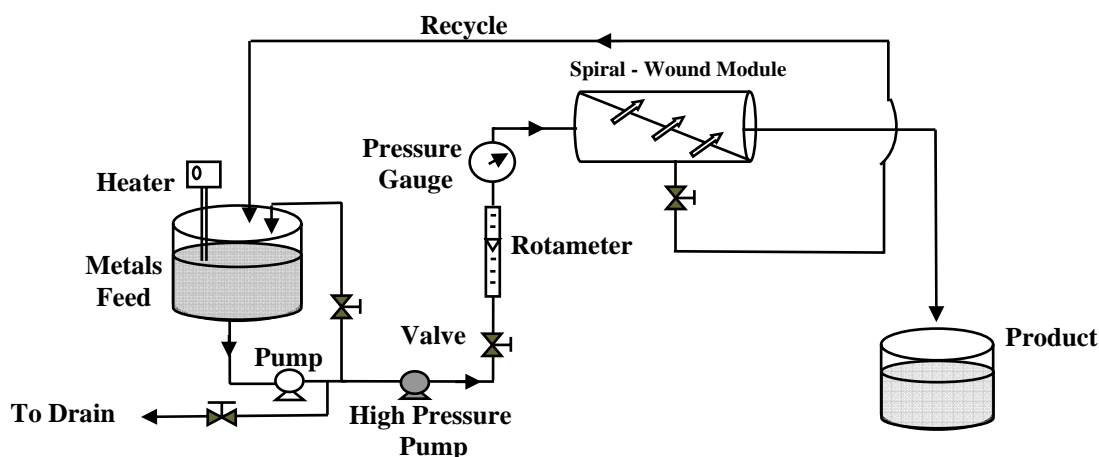 Recycle
Spiral - Wound Module
Pressure
Gauge
Heater
Rotameter
Metals
Feed
Valve
Pump
Product
To Drain
High Pressure
Pump